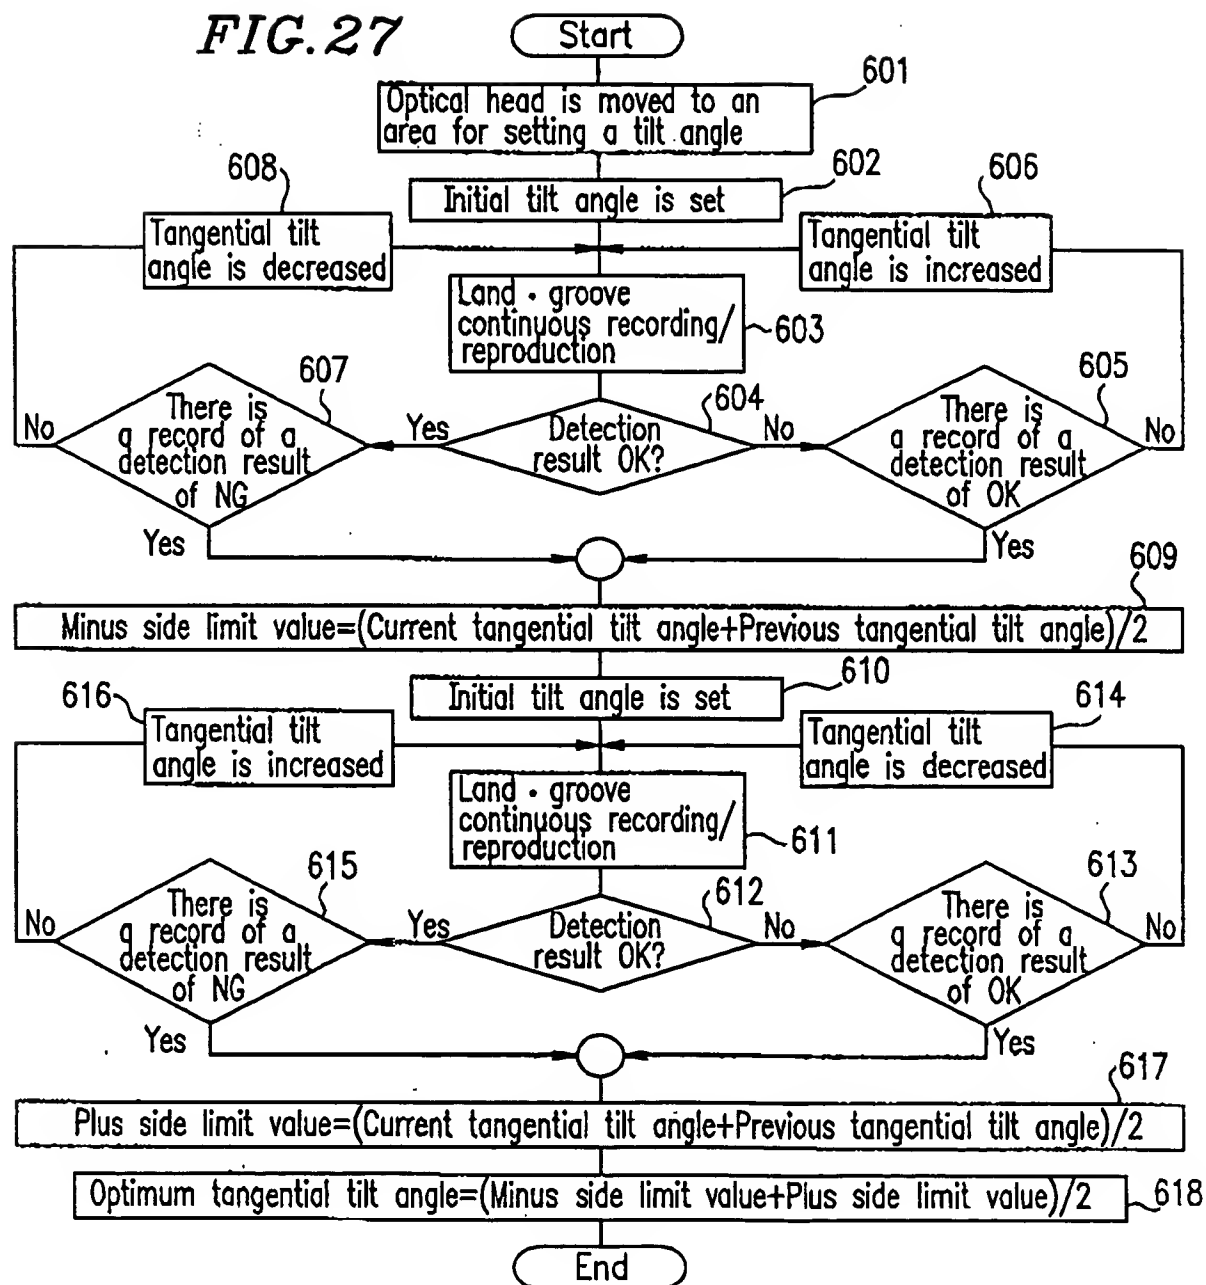 FIG.27
Start
601
Optical head is moved to an
area for setting a tilt angle
602
Initial tilt angle is set
608
Tangential tilt
angle is decreased
606
Tangential tilt
angle is increased
Land・groove
continuous recording/
reproduction
603
607
There is
a record of a
detection result
of NG
No
Yes
604
Detection
result OK?
Yes
No
605
There is
a record of a
detection result
of OK
No
Yes
609
Minus side limit value=(Current tangential tilt angle+Previous tangential tilt angle)/2
610
Initial tilt angle is set
616
Tangential tilt
angle is increased
614
Tangential tilt
angle is decreased
Land・groove
continuous recording/
reproduction
611
615
There is
a record of a
detection result
of NG
No
Yes
612
Detection
result OK?
Yes
No
613
There is
a record of a
detection result
of OK
No
Yes
617
Plus side limit value=(Current tangential tilt angle+Previous tangential tilt angle)/2
Optimum tangential tilt angle=(Minus side limit value+Plus side limit value)/2
618
End